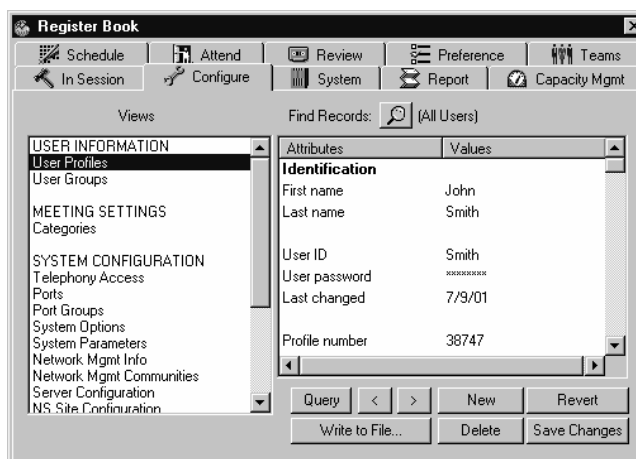 Register Book
Schedule Attend Review Preference Teams
In Session Configure System Report Capacity Mgmt
Views
Find Records: (All Users)
USER INFORMATION
User Profiles
User Groups
MEETING SETTINGS
Categories
SYSTEM CONFIGURATION
Telephony Access
Ports
Port Groups
System Options
System Parameters
Network Mgmt Info
Network Mgmt Communities
Server Configuration
NS Site Configuration
Attributes Values
Identification
First name John
Last name Smith
User ID Smith
User password ********
Last changed 7/9/01
Profile number 38747
Query < > New Revert
Write to File... Delete Save Changes